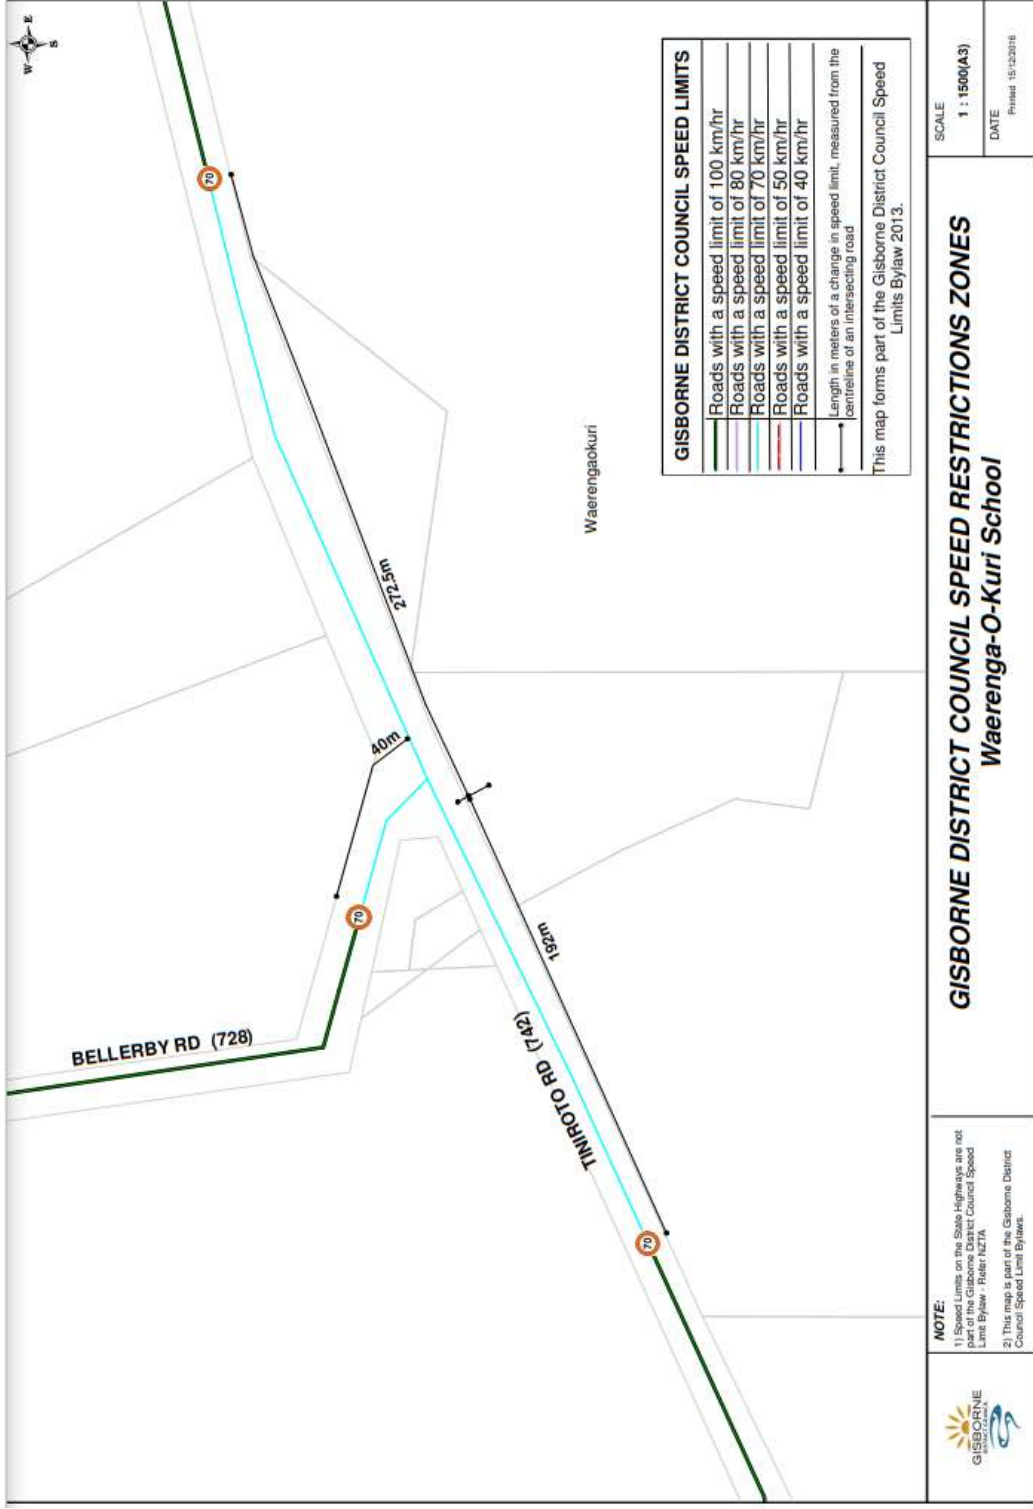 W
E
S
70
272.5m
40m
70
BELLERBY RD (728)
TINIROTO RD (742)
192m
70
Waerengaokuri
GISBORNE DISTRICT COUNCIL SPEED LIMITS
Roads with a speed limit of 100 km/hr
Roads with a speed limit of 80 km/hr
Roads with a speed limit of 70 km/hr
Roads with a speed limit of 50 km/hr
Roads with a speed limit of 40 km/hr
Length in meters of a change in speed limit, measured from the
centreline of an intersecting road
This map forms part of the Gisborne District Council Speed
Limits Bylaw 2013.
GISBORNE
DISTRICT COUNCIL
NOTE:
1) Speed Limits on the State Highways are not
part of the Gisborne District Council Speed
Limit Bylaw - Refer NZTA
2) This map is part of the Gisborne District
Council Speed Limit Bylaws.
GISBORNE DISTRICT COUNCIL SPEED RESTRICTIONS ZONES
Waerenga-O-Kuri School
SCALE
1 : 1500(A3)
DATE
Printed 15/12/2016